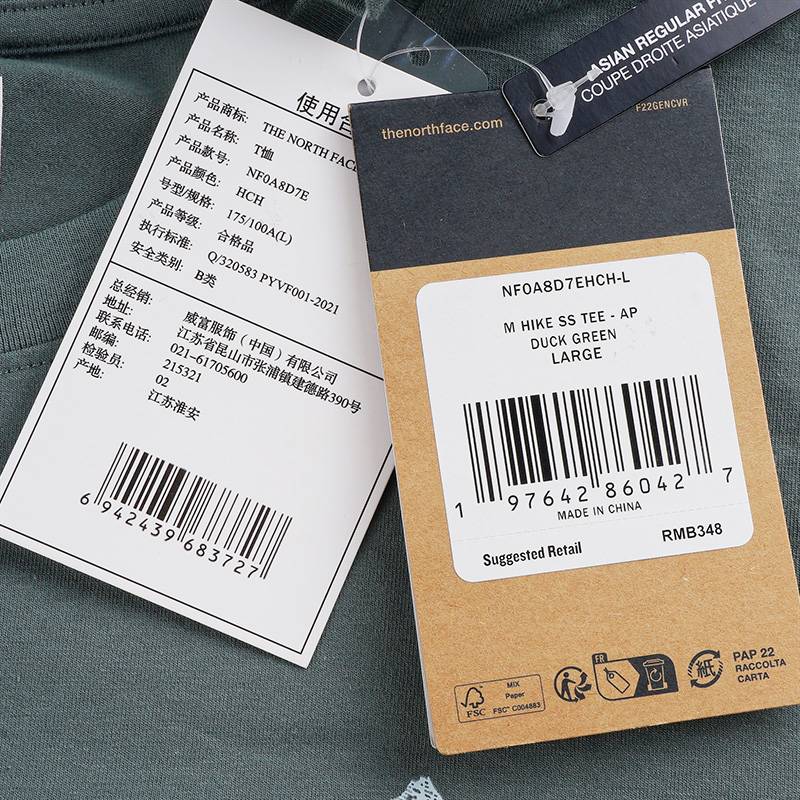 使用合
产品商标: THE NORTH FACE
产品名称: T恤
产品款号: NF0A8D7E
产品颜色: HCH
号型/规格: 175/100A(L)
产品等级: 合格品
执行标准: Q/320583 PYVF001-2021
安全类别: B类
总经销: 威富服饰（中国）有限公司
地址: 江苏省昆山市张浦镇建德路390号
联系电话: 021-61705600
邮编: 215321
检验员: 02
产地: 江苏淮安
6 942439 683727
ASIAN REGULAR FI
COUPE DROITE ASIATIQUE
thenorthface.com
F22GENCVR
NF0A8D7EHCH-L
M HIKE SS TEE - AP
DUCK GREEN
LARGE
1 97642 86042 7
MADE IN CHINA
Suggested Retail RMB348
FSC
MIX
Paper
FSC™ C004883
FR
紙
PAP 22
RACCOLTA
CARTA